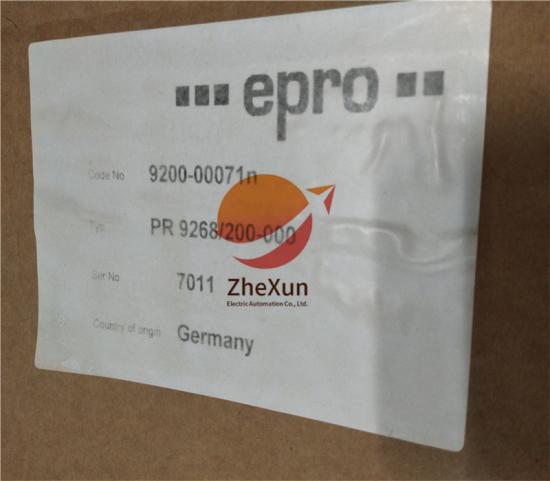 epro
Code No 9200-00071n
Typ PR 9268/200-000
Ser No 7011
ZheXun
Electric Automation Co., Ltd.
Country of origin Germany